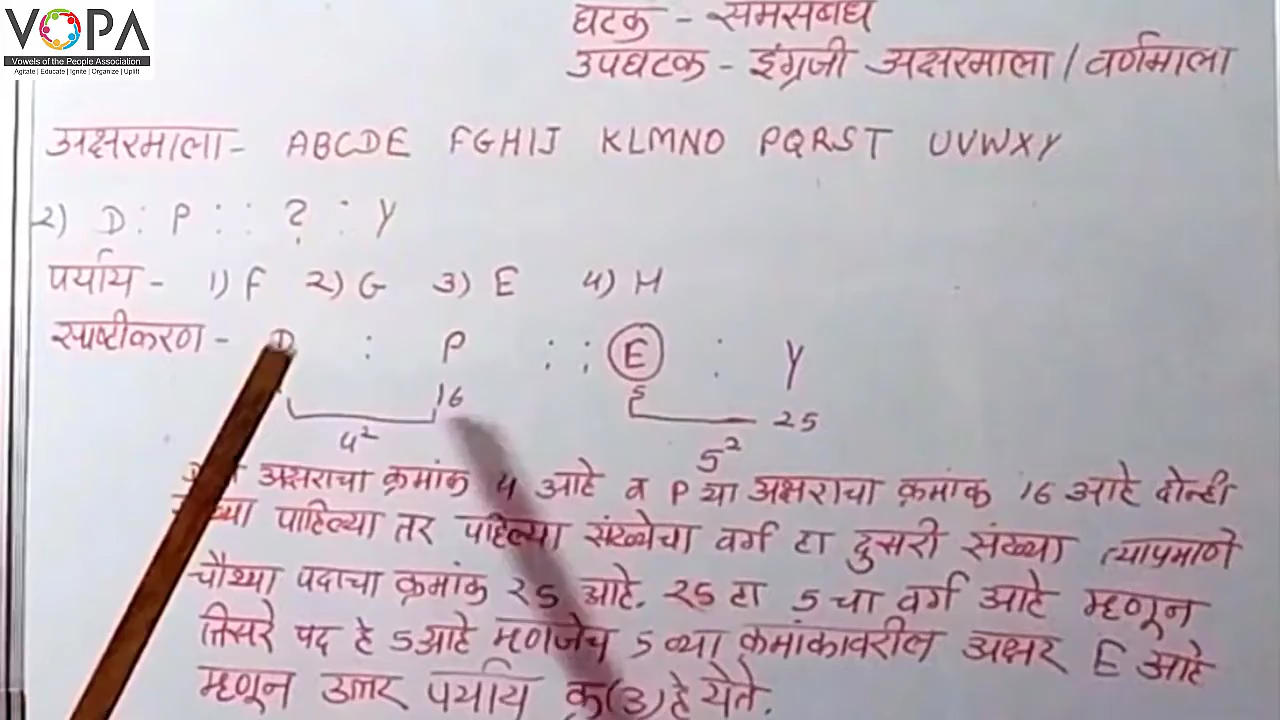 VOPA
Vowels of the People Association
Agitate | Educate | Ignite | Organize | Uplift
घटक - समसबंध
उपघटक - इंग्रजी अक्षरमाला / वर्णमाला
अक्षरमाला - ABCDE FGHIJ KLMNO PQRST UVWXY
2) D : P : : ? : Y
पर्याय - 1) F 2) G 3) E 4) H
स्पष्टीकरण - D : P : : E : Y
16 5 25
4² 5²
अक्षराचा क्रमांक 4 आहे व P या अक्षराचा क्रमांक 16 आहे दोन्ही
पाहिल्या तर पहिल्या संख्येचा वर्ग हा दुसरी संख्या त्याप्रमाणे
चौथ्या पदाचा क्रमांक 25 आहे. 25 हा 5 चा वर्ग आहे म्हणून
तिसरे पद हे 5 आहे म्हणजेच 5 व्या क्रमांकावरील अक्षर E आहे
म्हणून उत्तर पर्याय क्र (3) हे येते.